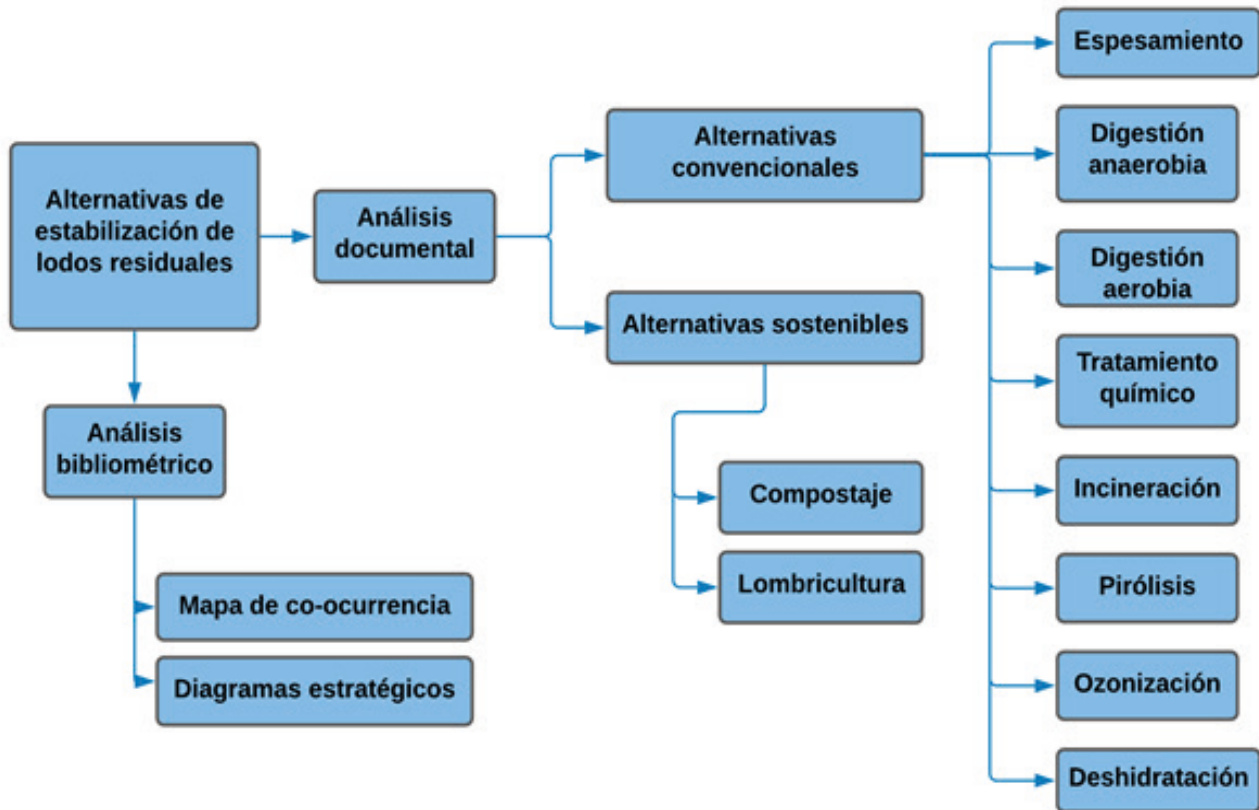 Alternativas de
estabilización de
lodos residuales
Análisis
documental
Análisis
bibliométrico
Mapa de co-ocurrencia
Diagramas estratégicos
Alternativas
convencionales
Alternativas sostenibles
Compostaje
Lombricultura
Espesamiento
Digestión
anaerobia
Digestión
aerobia
Tratamiento
químico
Incineración
Pirólisis
Ozonización
Deshidratación